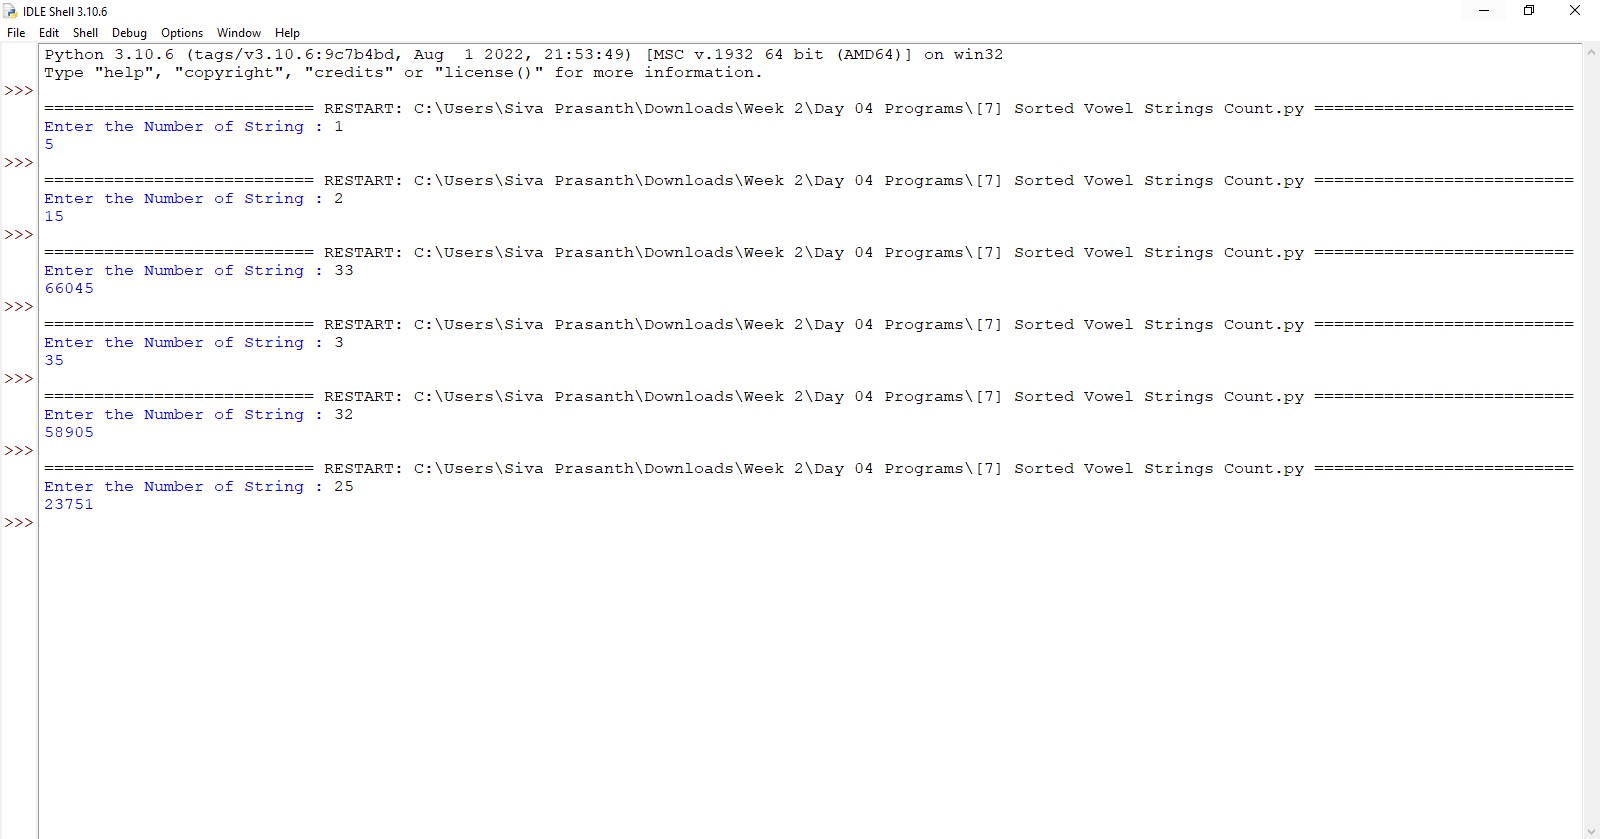 IDLE Shell 3.10.6
File Edit Shell Debug Options Window Help
Python 3.10.6 (tags/v3.10.6:9c7b4bd, Aug  1 2022, 21:53:49) [MSC v.1932 64 bit (AMD64)] on win32
Type "help", "copyright", "credits" or "license()" for more information.
>>>
=========================== RESTART: C:\Users\Siva Prasanth\Downloads\Week 2\Day 04 Programs\[7] Sorted Vowel Strings Count.py ==========================
Enter the Number of String : 1
5
>>>
=========================== RESTART: C:\Users\Siva Prasanth\Downloads\Week 2\Day 04 Programs\[7] Sorted Vowel Strings Count.py ==========================
Enter the Number of String : 2
15
>>>
=========================== RESTART: C:\Users\Siva Prasanth\Downloads\Week 2\Day 04 Programs\[7] Sorted Vowel Strings Count.py ==========================
Enter the Number of String : 33
66045
>>>
=========================== RESTART: C:\Users\Siva Prasanth\Downloads\Week 2\Day 04 Programs\[7] Sorted Vowel Strings Count.py ==========================
Enter the Number of String : 3
35
>>>
=========================== RESTART: C:\Users\Siva Prasanth\Downloads\Week 2\Day 04 Programs\[7] Sorted Vowel Strings Count.py ==========================
Enter the Number of String : 32
58905
>>>
=========================== RESTART: C:\Users\Siva Prasanth\Downloads\Week 2\Day 04 Programs\[7] Sorted Vowel Strings Count.py ==========================
Enter the Number of String : 25
23751
>>>